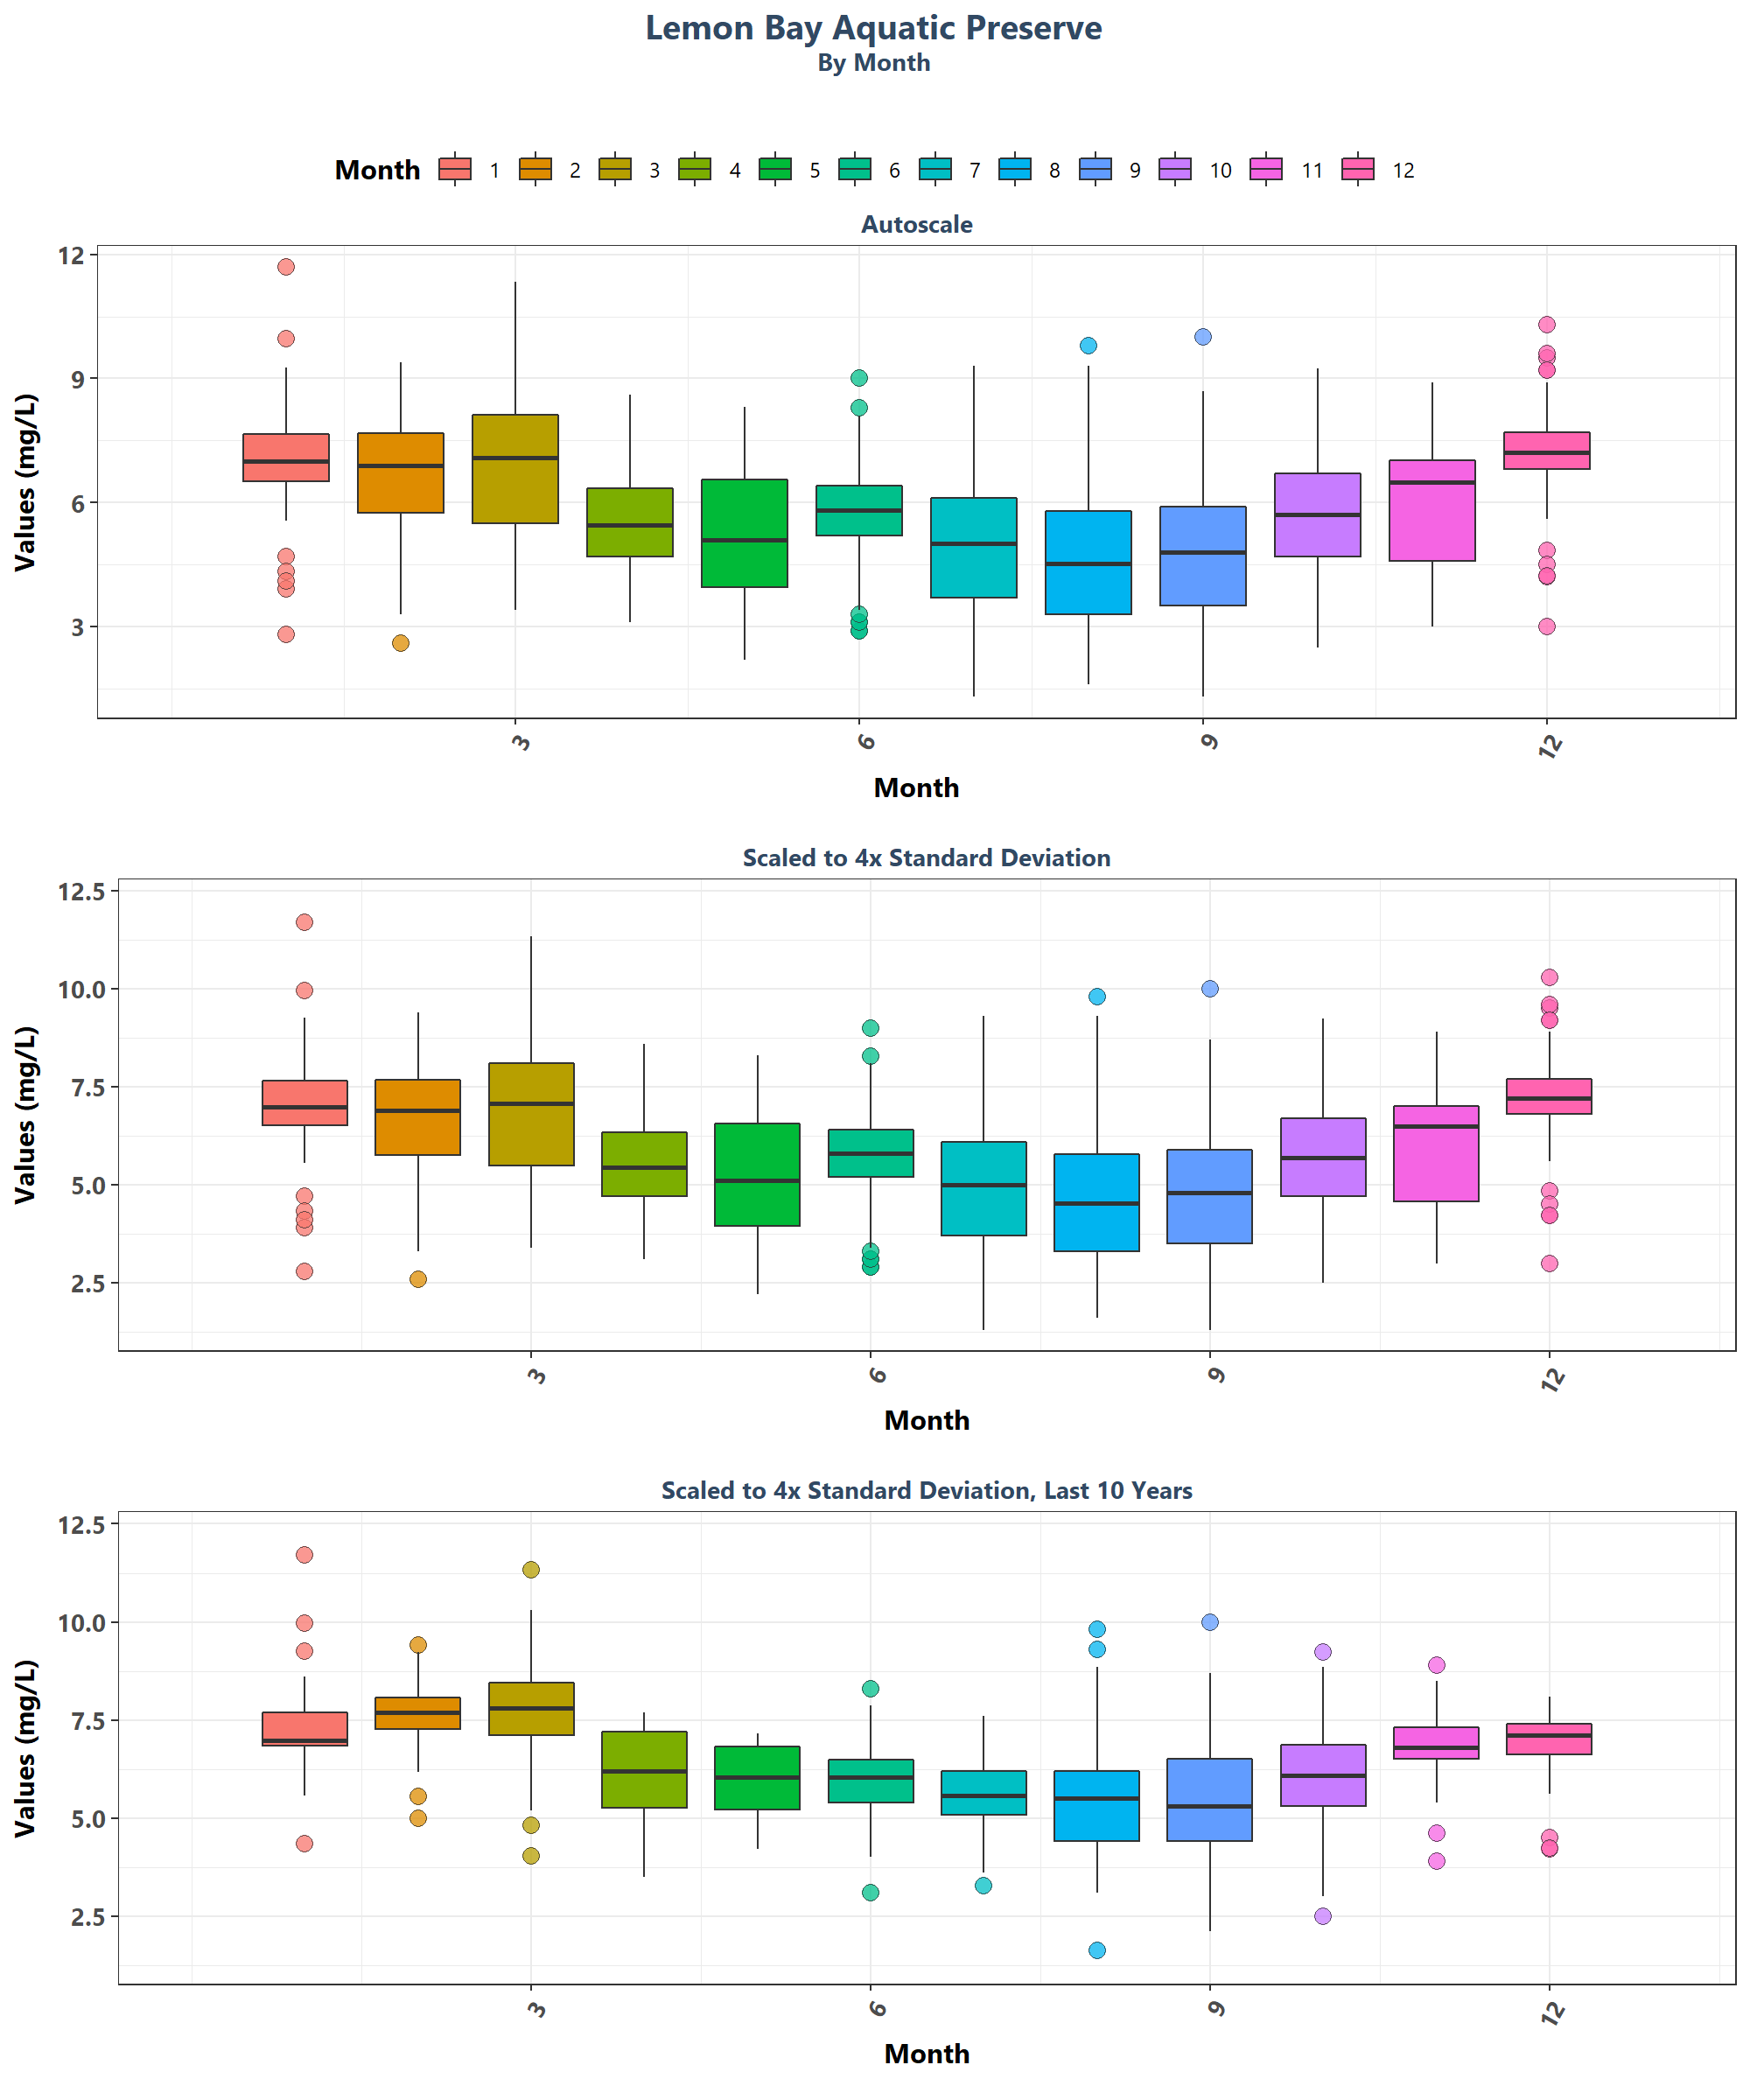 Lemon Bay Aquatic Preserve
By Month
Month 1 2 3 4 5 6 7 8 9 10 11 12
Autoscale
Values (mg/L)
12
9
6
3
3 6 9 12
Month
Scaled to 4x Standard Deviation
Values (mg/L)
12.5
10.0
7.5
5.0
2.5
3 6 9 12
Month
Scaled to 4x Standard Deviation, Last 10 Years
Values (mg/L)
12.5
10.0
7.5
5.0
2.5
3 6 9 12
Month